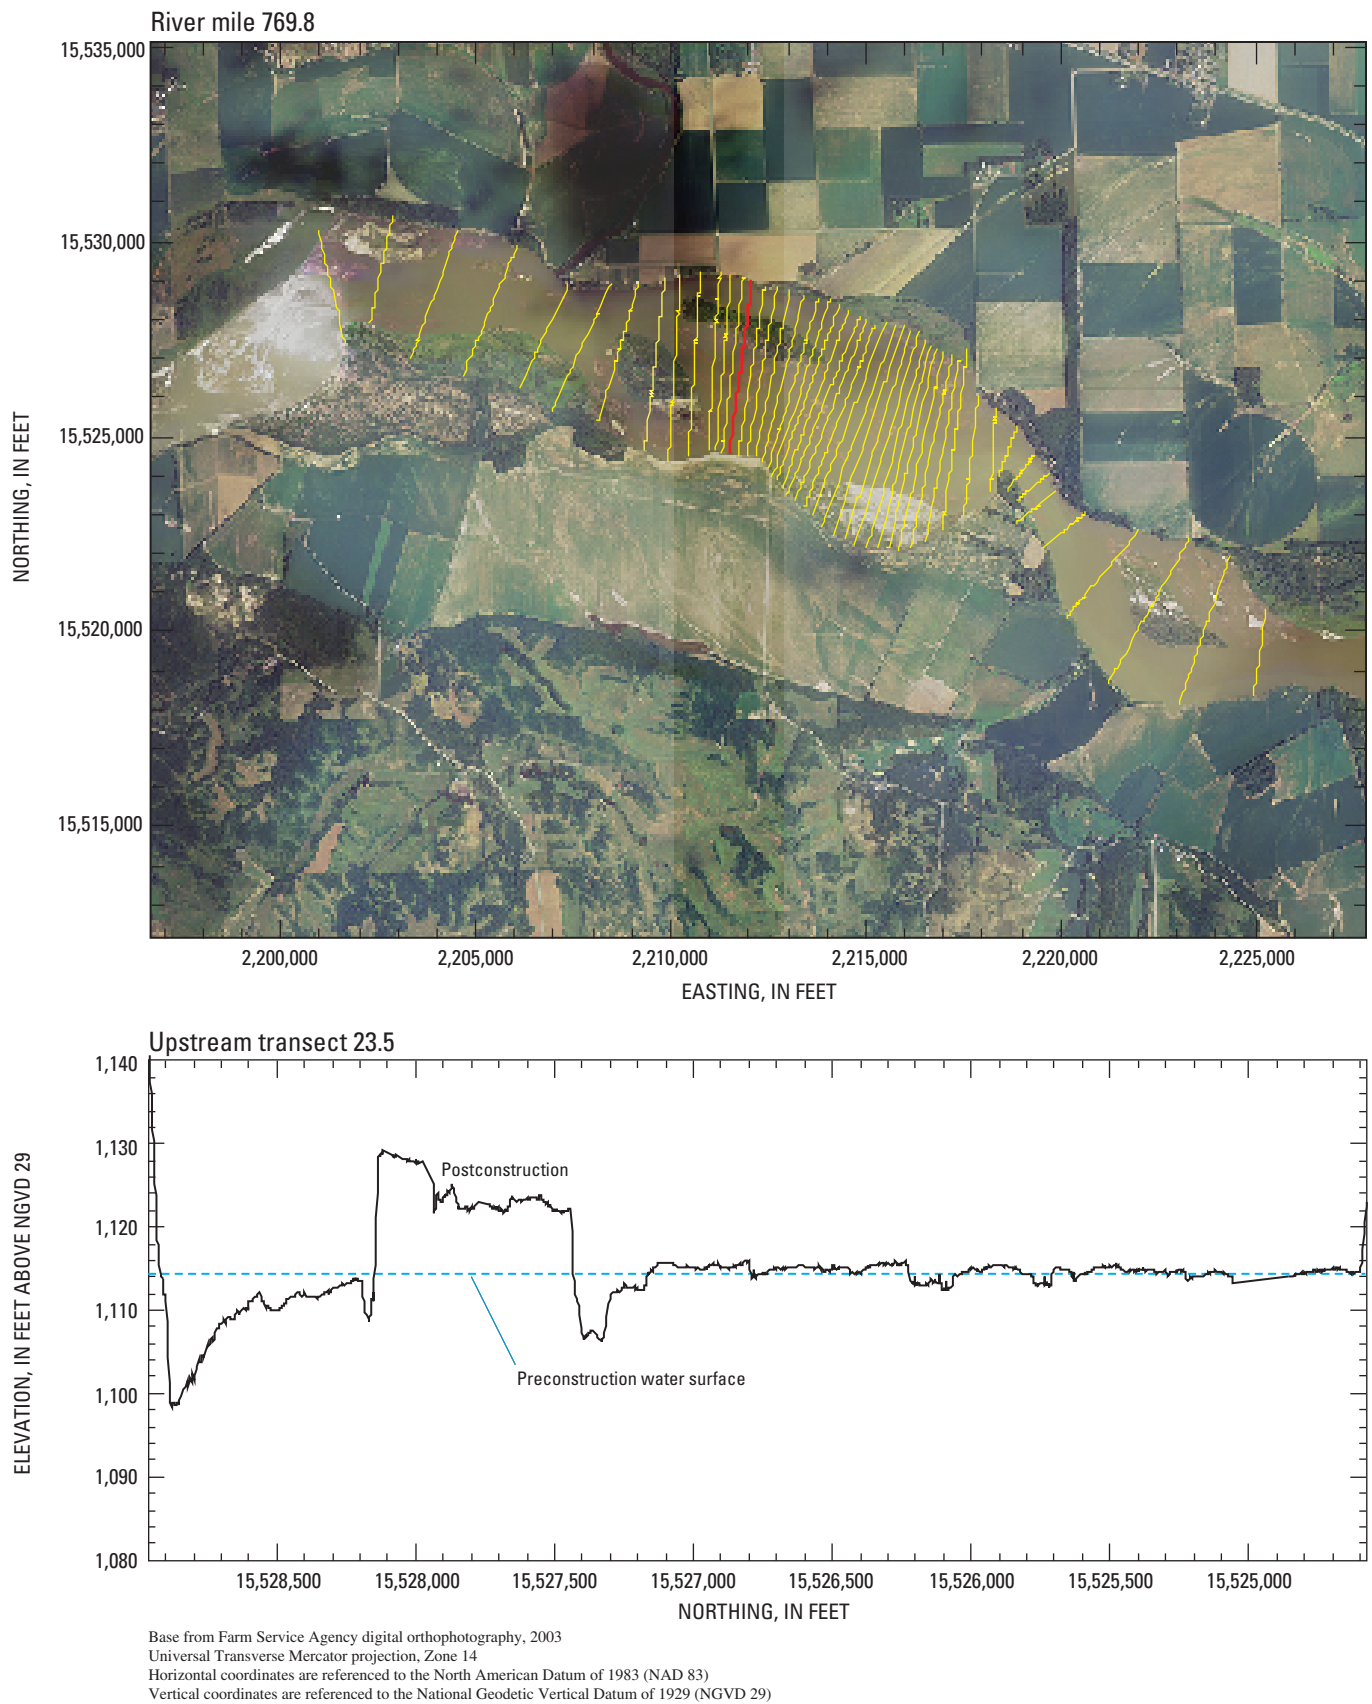 River mile 769.8
15,535,000
15,530,000
15,525,000
15,520,000
15,515,000
NORTHING, IN FEET
2,200,000 2,205,000 2,210,000 2,215,000 2,220,000 2,225,000
EASTING, IN FEET
Upstream transect 23.5
1,140
1,130
1,120
1,110
1,100
1,090
1,080
ELEVATION, IN FEET ABOVE NGVD 29
Postconstruction
Preconstruction water surface
15,528,500 15,528,000 15,527,500 15,527,000 15,526,500 15,526,000 15,525,500 15,525,000
NORTHING, IN FEET
Base from Farm Service Agency digital orthophotography, 2003
Universal Transverse Mercator projection, Zone 14
Horizontal coordinates are referenced to the North American Datum of 1983 (NAD 83)
Vertical coordinates are referenced to the National Geodetic Vertical Datum of 1929 (NGVD 29)